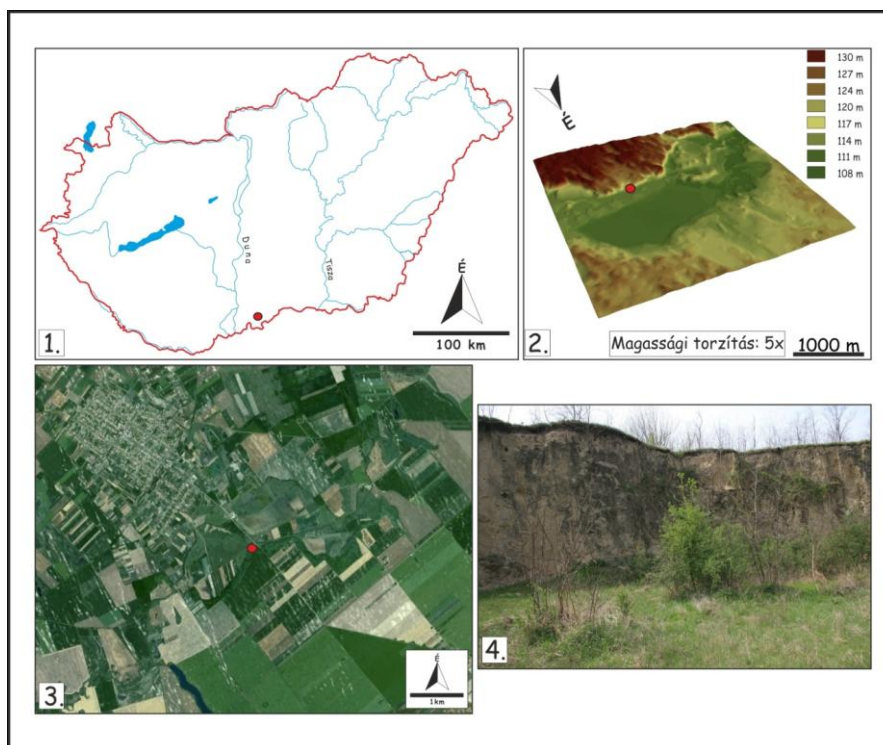 Duna
Tisza
É
100 km
1.
É
130 m
127 m
124 m
120 m
117 m
114 m
111 m
108 m
2.
Magassági torzítás: 5x
1000 m
3.
É
1km
4.